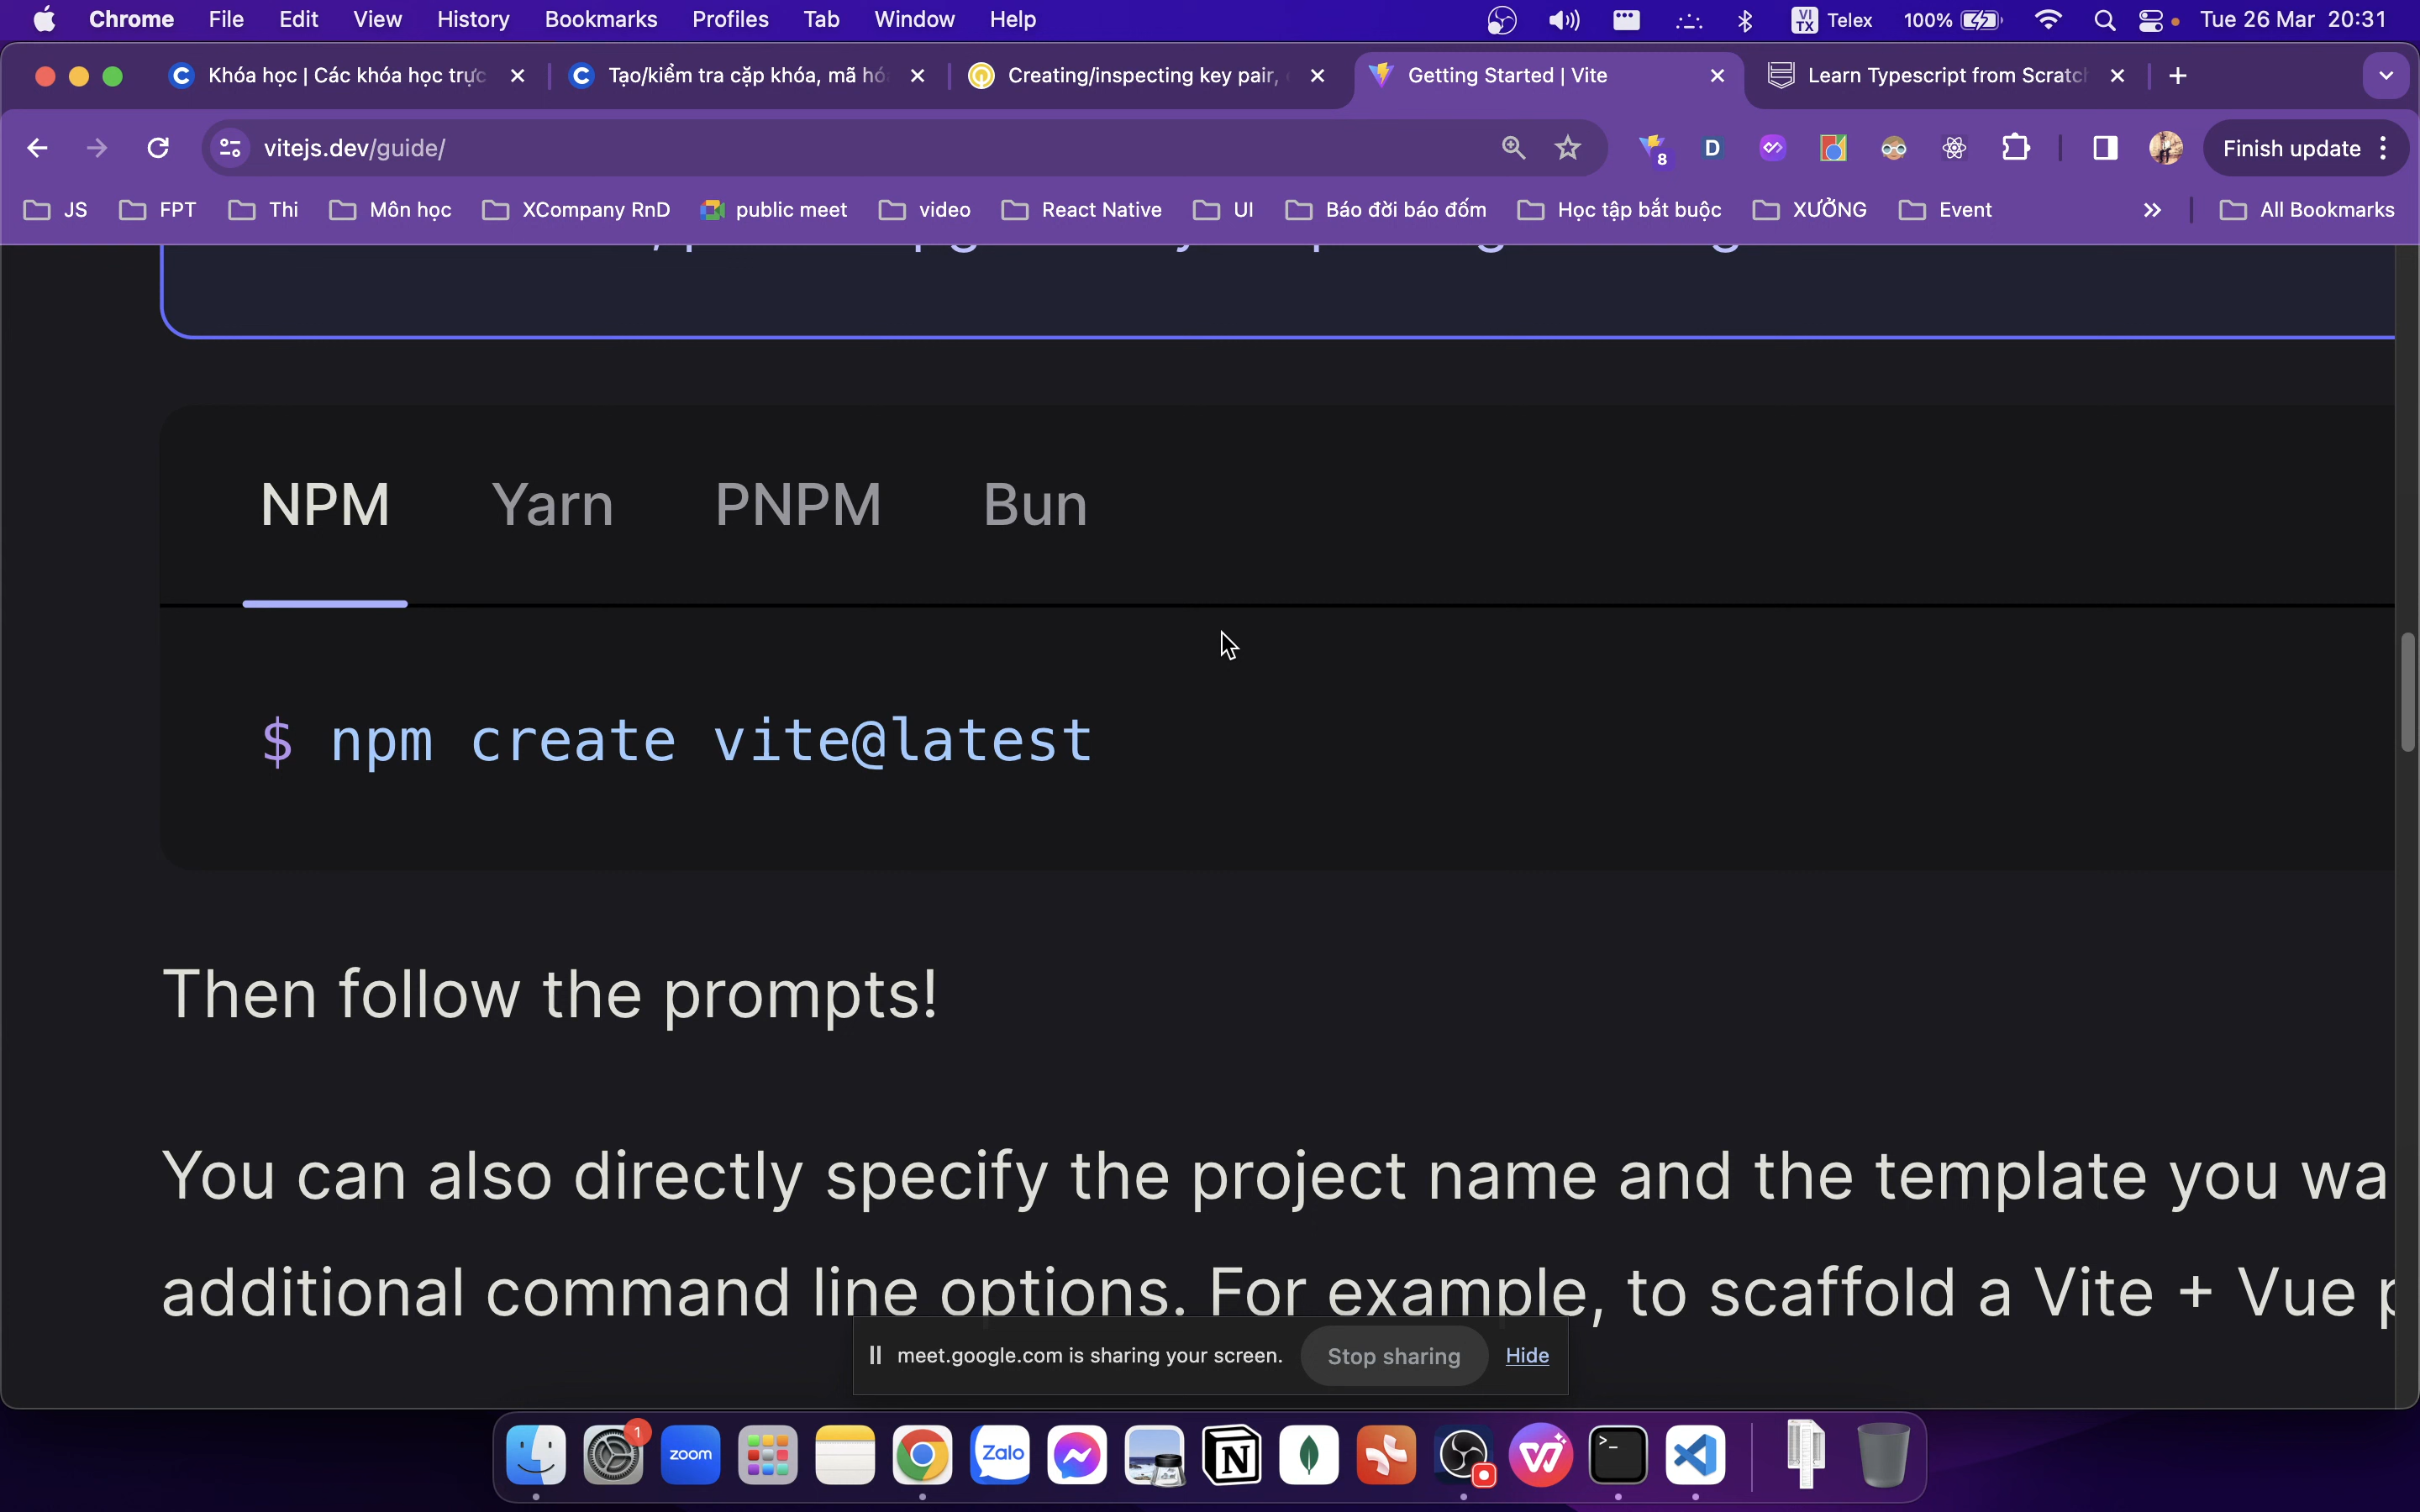 Chrome File Edit View History Bookmarks Profiles Tab Window Help VI TX Telex 100% Tue 26 Mar 20:31
Khóa học | Các khóa học trực Tạo/kiểm tra cặp khóa, mã hó Creating/inspecting key pair, Getting Started | Vite Learn Typescript from Scratch
vitejs.dev/guide/ 8 D Finish update
JS FPT Thi Môn học XCompany RnD public meet video React Native UI Báo đời báo đốm Học tập bắt buộc XƯỞNG Event All Bookmarks
NPM Yarn PNPM Bun
$ npm create vite@latest
Then follow the prompts!
You can also directly specify the project name and the template you wa
additional command line options. For example, to scaffold a Vite + Vue p
meet.google.com is sharing your screen. Stop sharing Hide
1 zoom Zalo